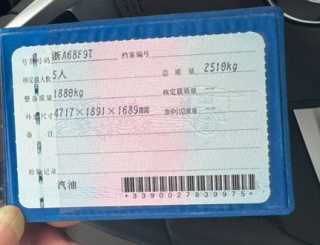 号牌号码 浙A68F9T 档案编号
核定载人数 5人 总质量 2510kg
整备质量 1880kg 核定载质量 --
外廓尺寸 4717×1891×1689mm 准牵引总质量 --
备注
检验记录
汽油
*3390027839975*